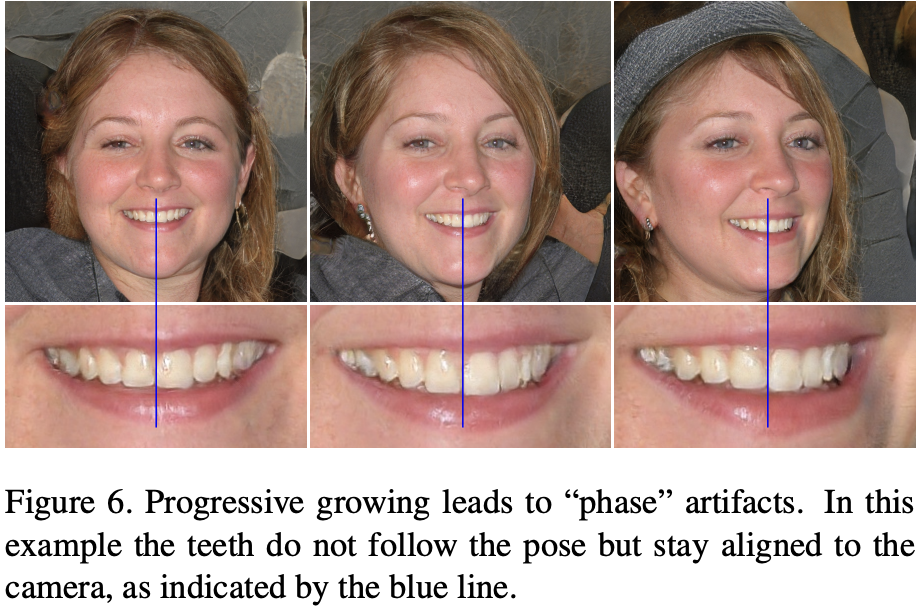 Figure 6. Progressive growing leads to “phase” artifacts. In this
example the teeth do not follow the pose but stay aligned to the
camera, as indicated by the blue line.